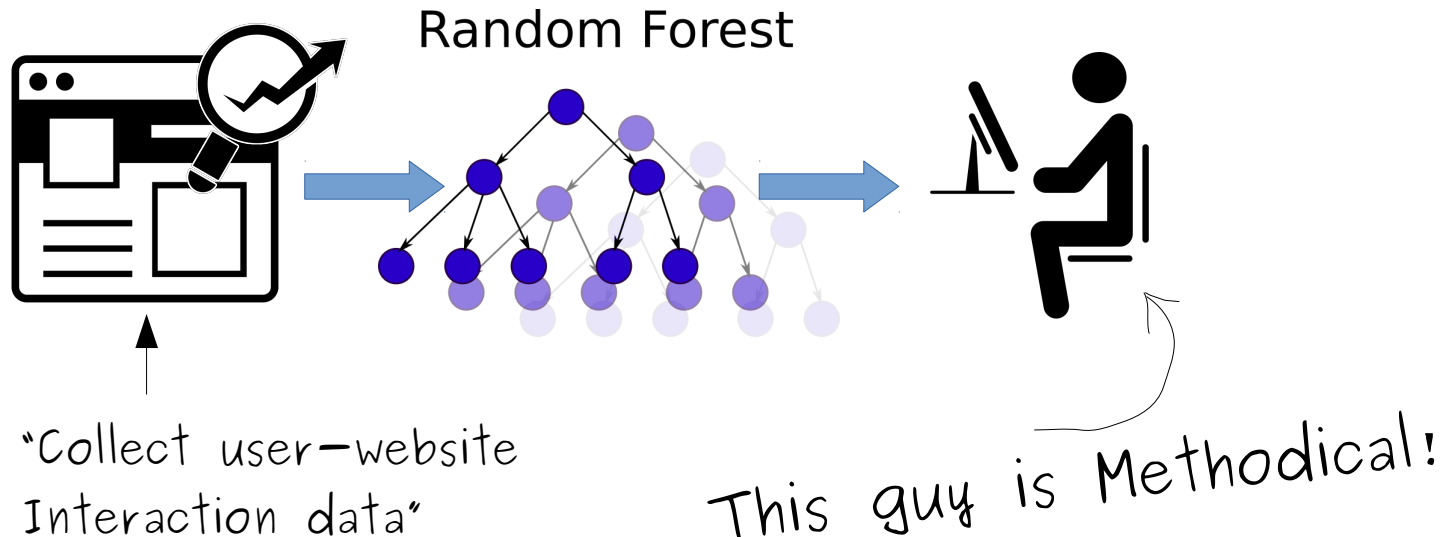 Random Forest
"Collect user-website
Interaction data"
This guy is Methodical!